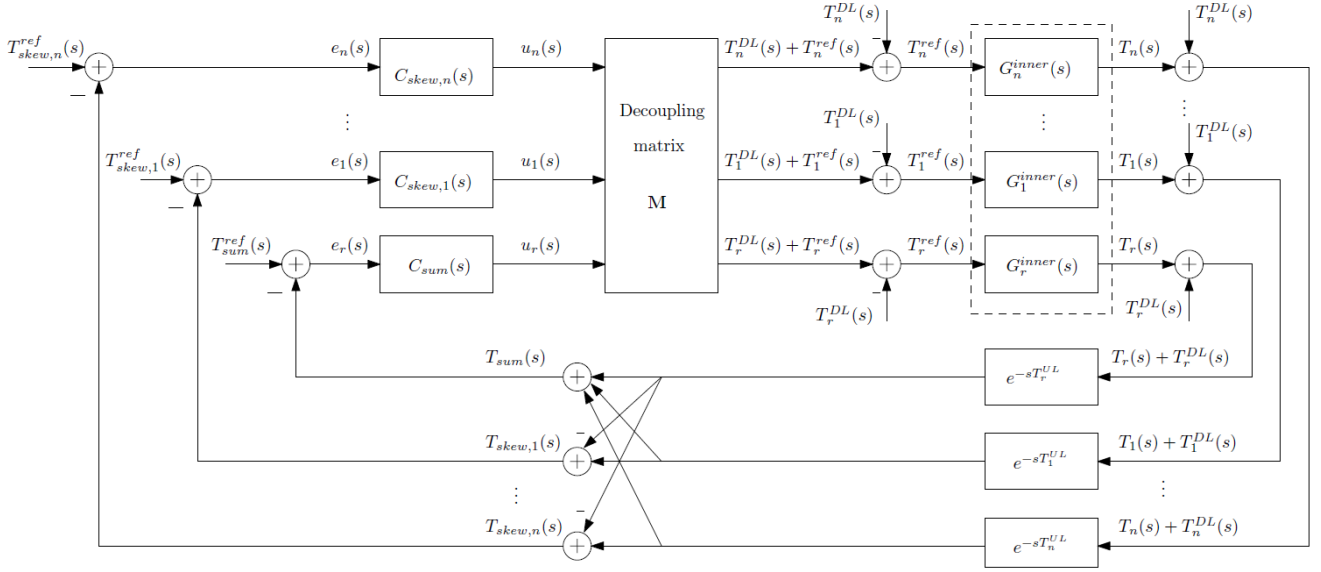 T_n^{DL}(s) T_n^{DL}(s)
T_{skew,n}^{ref}(s) e_n(s) C_{skew,n}(s) u_n(s) T_n^{DL}(s) + T_n^{ref}(s) − T_n^{ref}(s) G_n^{inner}(s) T_n(s)
−
⋮ Decoupling ⋮ ⋮
matrix
M
T_1^{DL}(s) T_1^{DL}(s)
T_{skew,1}^{ref}(s) e_1(s) C_{skew,1}(s) u_1(s) T_1^{DL}(s) + T_1^{ref}(s) − T_1^{ref}(s) G_1^{inner}(s) T_1(s)
−
T_{sum}^{ref}(s) e_r(s) C_{sum}(s) u_r(s) T_r^{DL}(s) + T_r^{ref}(s) T_r^{ref}(s) G_r^{inner}(s) T_r(s)
− −
T_r^{DL}(s) T_r^{DL}(s)
T_{sum}(s) e^{-sT_r^{UL}} T_r(s) + T_r^{DL}(s)
−
T_{skew,1}(s) e^{-sT_1^{UL}} T_1(s) + T_1^{DL}(s)
⋮ ⋮
−
T_{skew,n}(s) e^{-sT_n^{UL}} T_n(s) + T_n^{DL}(s)